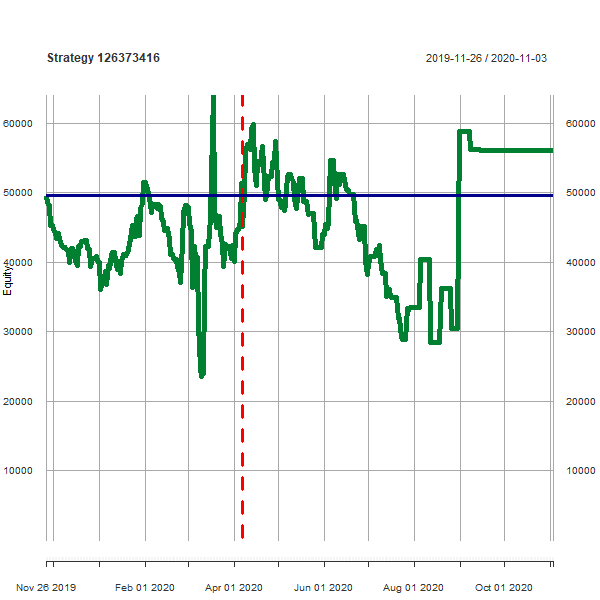 Strategy 126373416
2019-11-26 / 2020-11-03
60000
60000
50000
50000
40000
40000
Equity
30000
30000
20000
20000
10000
10000
Nov 26 2019
Feb 01 2020
Apr 01 2020
Jun 01 2020
Aug 01 2020
Oct 01 2020